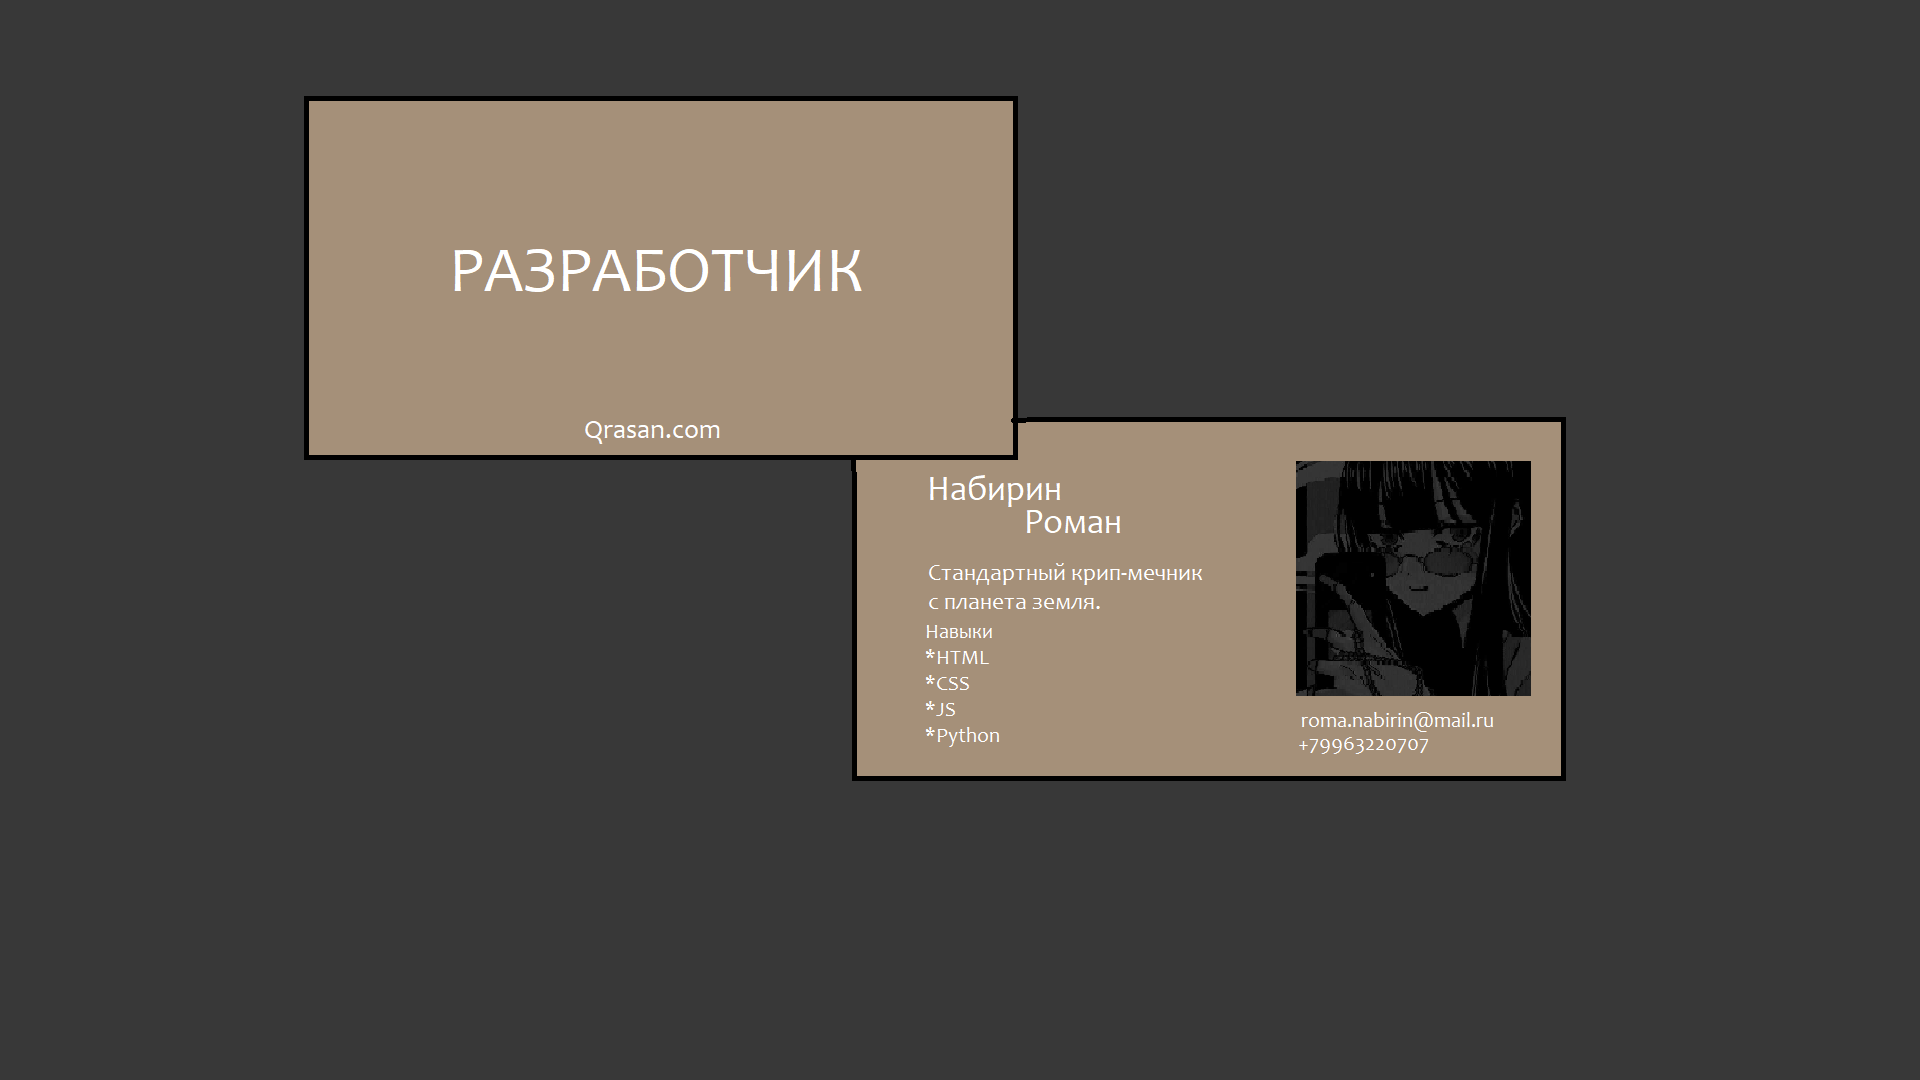 РАЗРАБОТЧИК
Qrasan.com
Набирин
Роман
Стандартный крип-мечник
с планета земля.
Навыки
*HTML
*CSS
*JS
*Python
roma.nabirin@mail.ru
+79963220707